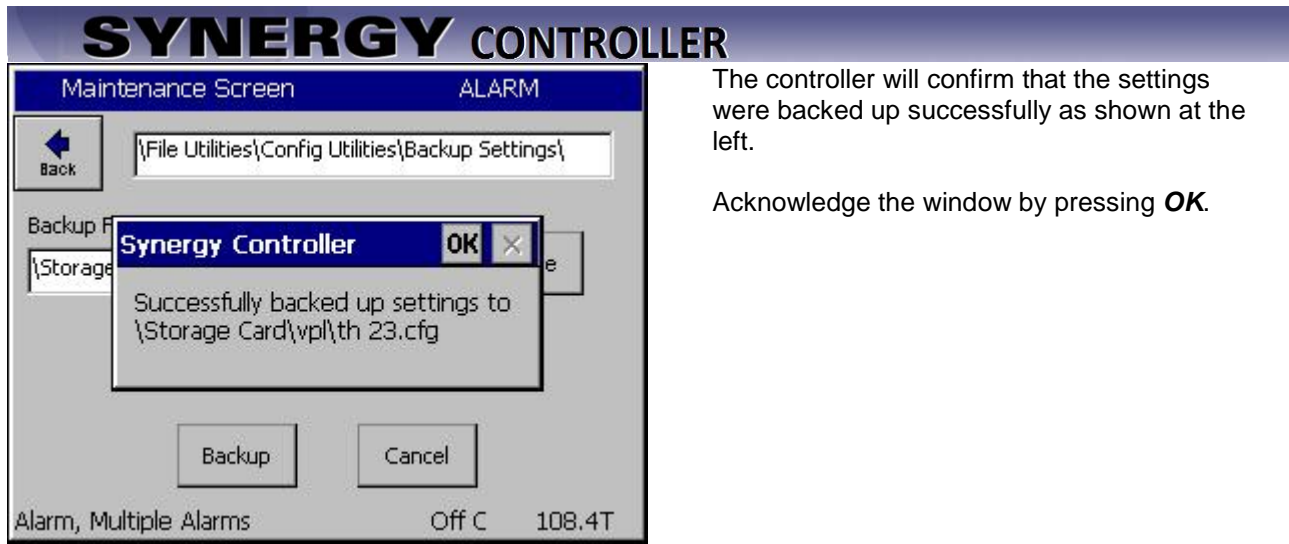 SYNERGY CONTROLLER
Maintenance Screen ALARM
Back
\File Utilities\Config Utilities\Backup Settings\
Backup F
\Storage
e
Synergy Controller OK
Successfully backed up settings to
\Storage Card\vpl\th 23.cfg
Backup Cancel
Alarm, Multiple Alarms Off C 108.4T
The controller will confirm that the settings
were backed up successfully as shown at the
left.
Acknowledge the window by pressing OK.